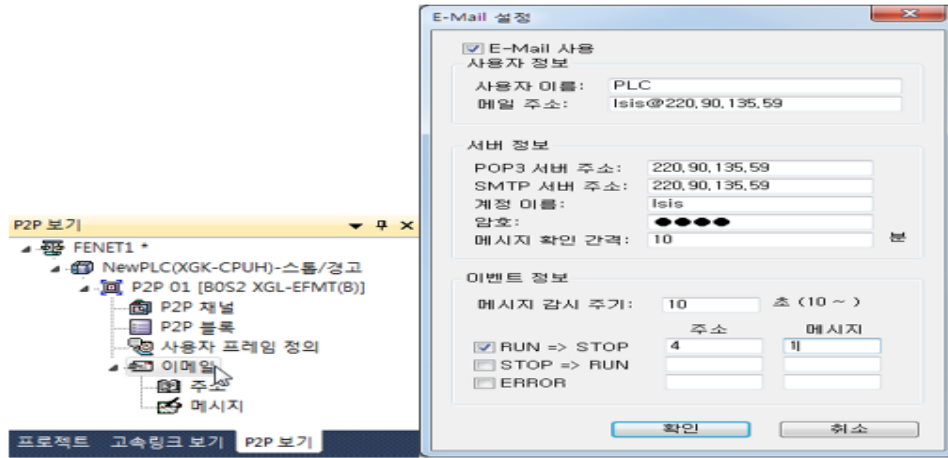 E-Mail 설정
E-Mail 사용
사용자 정보
사용자 이름: PLC
메일 주소: lsis@220,90,135,59
서버 정보
POP3 서버 주소: 220,90,135,59
SMTP 서버 주소: 220,90,135,59
계정 이름: lsis
암호: ●●●●
메시지 확인 간격: 10 분
이벤트 정보
메시지 감시 주기: 10 초 (10 ~ )
주소 메시지
RUN => STOP 4 1
STOP => RUN
ERROR
확인 취소
P2P 보기
FENET1 *
NewPLC(XGK-CPUH)-스톱/경고
P2P 01 [B0S2 XGL-EFMT(B)]
P2P 채널
P2P 블록
사용자 프레임 정의
이메일
주소
메시지
프로젝트 고속링크 보기 P2P 보기